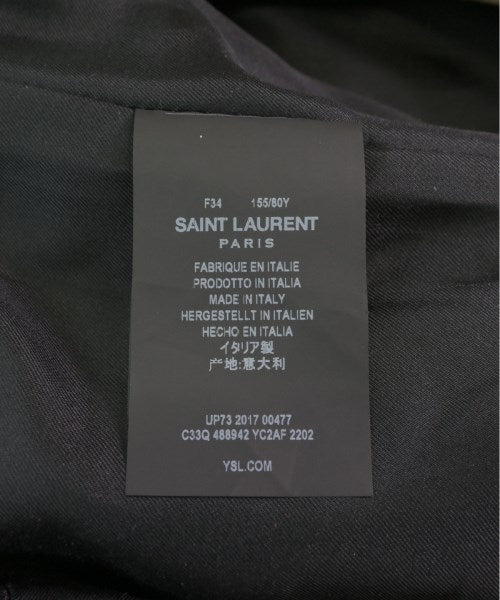 F34 155/80Y
SAINT LAURENT
PARIS
FABRIQUE EN ITALIE
PRODOTTO IN ITALIA
MADE IN ITALY
HERGESTELLT IN ITALIEN
HECHO EN ITALIA
イタリア製
产地:意大利
UP73 2017 00477
C33Q 488942 YC2AF 2202
YSL.COM